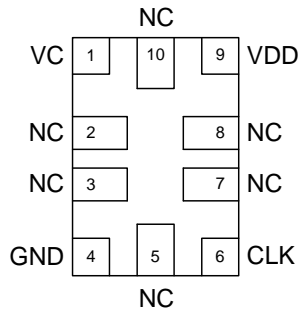 NC
VC 1 10 9 VDD
NC 2 8 NC
NC 3 7 NC
GND 4 5 6 CLK
NC